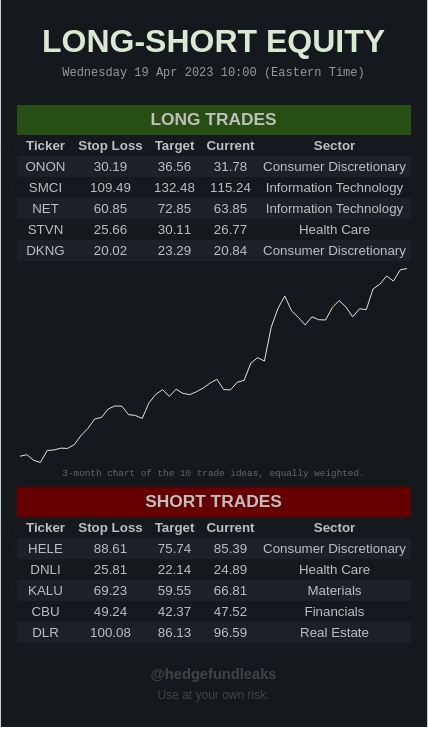 LONG-SHORT EQUITY
Wednesday 19 Apr 2023 10:00 (Eastern Time)
LONG TRADES
Ticker Stop Loss Target Current Sector
ONON 30.19 36.56 31.78 Consumer Discretionary
SMCI 109.49 132.48 115.24 Information Technology
NET 60.85 72.85 63.85 Information Technology
STVN 25.66 30.11 26.77 Health Care
DKNG 20.02 23.29 20.84 Consumer Discretionary
3-month chart of the 10 trade ideas, equally weighted.
SHORT TRADES
Ticker Stop Loss Target Current Sector
HELE 88.61 75.74 85.39 Consumer Discretionary
DNLI 25.81 22.14 24.89 Health Care
KALU 69.23 59.55 66.81 Materials
CBU 49.24 42.37 47.52 Financials
DLR 100.08 86.13 96.59 Real Estate
@hedgefundleaks
Use at your own risk.